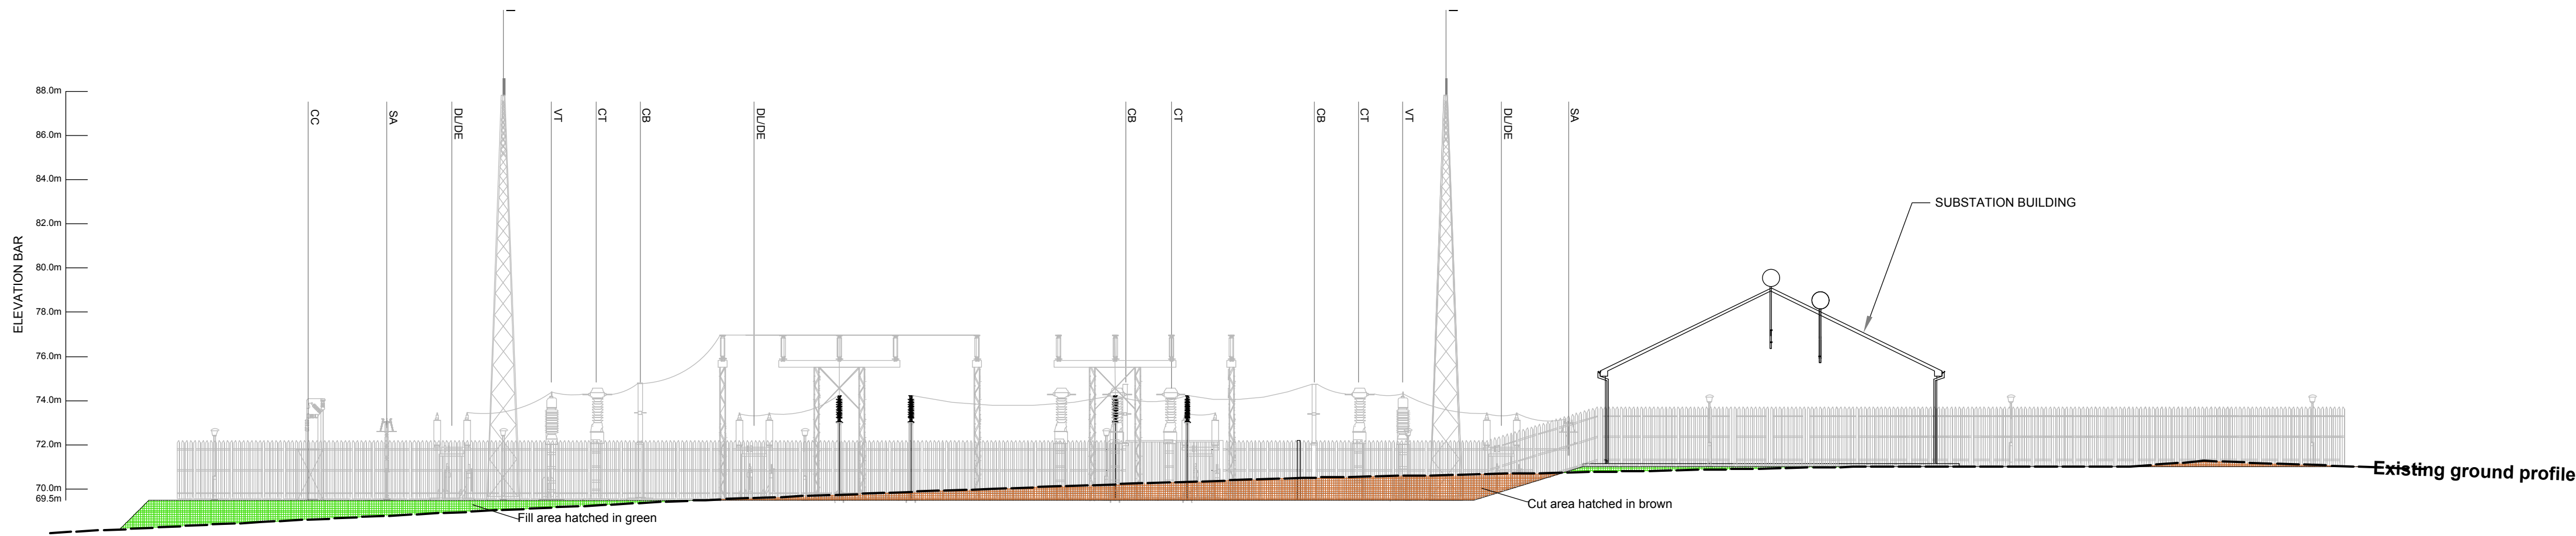 88.0m
86.0m
84.0m
82.0m
80.0m
78.0m
76.0m
74.0m
72.0m
70.0m
69.5m
ELEVATION BAR
CC
SA
DL/DE
VT
CT
CB
DL/DE
CB
CT
CB
CT
VT
DL/DE
SA
SUBSTATION BUILDING
Existing ground profile
Fill area hatched in green
Cut area hatched in brown